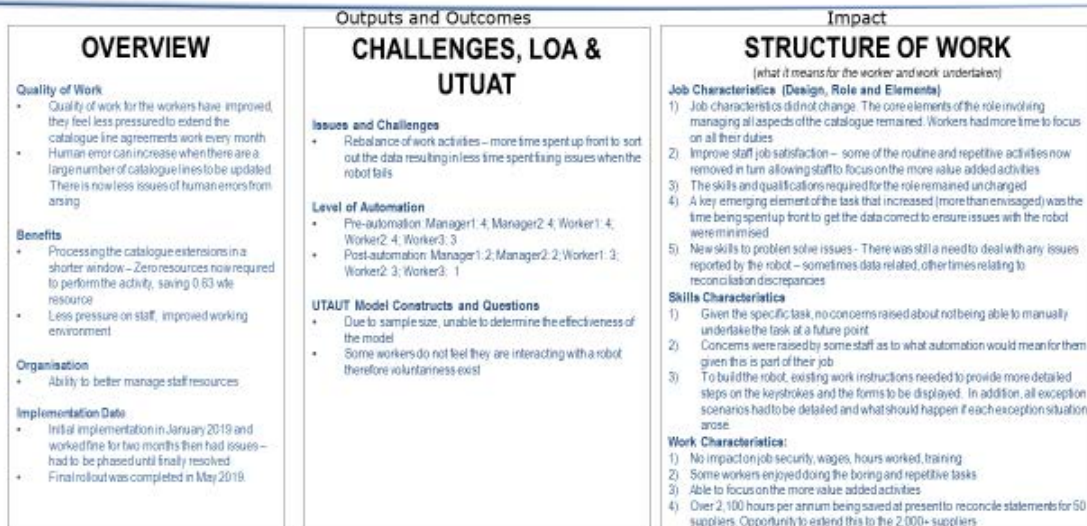 Outputs and Outcomes
Impact
OVERVIEW
Quality of Work
• Quality of work for the workers have improved,
they feel less pressured to extend the
catalogue line agreements work every month
• Human error can increase when there are a
large number of catalogue lines to be updated.
There is now less issues of human errors from
arsing
Benefits
• Processing the catalogue extensions in a
shorter window – Zero resources now required
to perform the activity, saving 0.63 wte
resource
• Less pressure on staff, improved working
environment
Organisation
• Ability to better manage staff resources
Implementation Date
• Initial implementation in January 2019 and
worked fine for two months then had issues –
had to be phased until finally resolved
• Final rollout was completed in May 2019.
CHALLENGES, LOA &
UTUAT
Issues and Challenges
• Rebalance of work activities – more time spent up front to sort
out the data resulting in less time spent fixing issues when the
robot fails
Level of Automation
• Pre-automation: Manager1: 4; Manager2: 4; Worker1: 4;
Worker2: 4; Worker3: 3
• Post-automation: Manager1: 2; Manager2: 2; Worker1: 3;
Worker2: 3; Worker3: 1
UTAUT Model Constructs and Questions
• Due to sample size, unable to determine the effectiveness of
the model
• Some workers do not feel they are interacting with a robot
therefore voluntariness exist
STRUCTURE OF WORK
(what it means for the worker and work undertaken)
Job Characteristics (Design, Role and Elements)
1) Job characteristics did not change. The core elements of the role involving
managing all aspects of the catalogue remained. Workers had more time to focus
on all their duties
2) Improve staff job satisfaction – some of the routine and repetitive activities now
removed in turn allowing staff to focus on the more value added activities
3) The skills and qualifications required for the role remained unchanged
4) A key emerging element of the task that increased (more than envisaged) was the
time being spent up front to get the data correct to ensure issues with the robot
were minimised
5) New skills to problem solve issues - There was still a need to deal with any issues
reported by the robot – sometimes data related, other times relating to
reconciliation discrepancies
Skills Characteristics
1) Given the specific task, no concerns raised about not being able to manually
undertake the task at a future point
2) Concerns were raised by some staff as to what automation would mean for them
given this is part of their job
3) To build the robot, existing work instructions needed to provide more detailed
steps on the keystrokes and the forms to be displayed. In addition, all exception
scenarios had to be detailed and what should happen if each exception situation
arose
Work Characteristics:
1) No impact on job security, wages, hours worked, training
2) Some workers enjoyed doing the boring and repetitive tasks
3) Able to focus on the more value added activities
4) Over 2,100 hours per annum being saved at present to reconcile statements for 50
suppliers. Opportunity to extend this to the 2,000+ suppliers